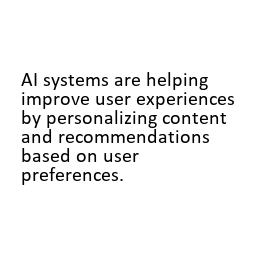 AI systems are helping
improve user experiences
by personalizing content
and recommendations
based on user
preferences.